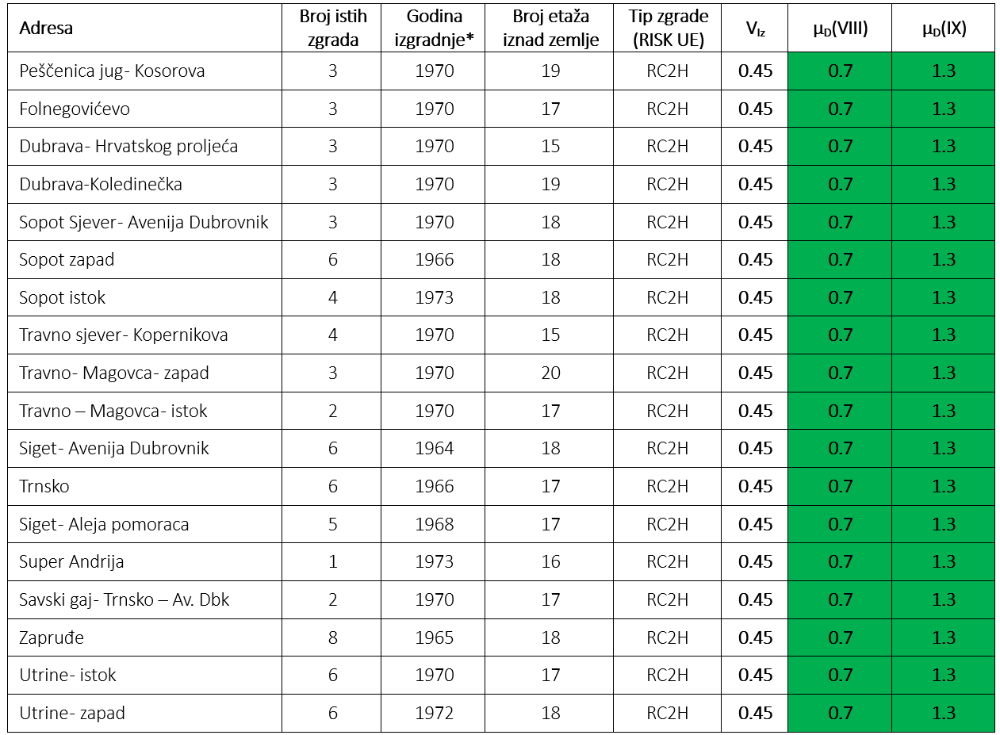 Adresa Broj istih zgrada Godina izgradnje* Broj etaža iznad zemlje Tip zgrade (RISK UE) VIz μD(VIII) μD(IX)
Peščenica jug- Kosorova 3 1970 19 RC2H 0.45 0.7 1.3
Folnegovićevo 3 1970 17 RC2H 0.45 0.7 1.3
Dubrava- Hrvatskog proljeća 3 1970 15 RC2H 0.45 0.7 1.3
Dubrava-Koledinečka 3 1970 19 RC2H 0.45 0.7 1.3
Sopot Sjever- Avenija Dubrovnik 3 1970 18 RC2H 0.45 0.7 1.3
Sopot zapad 6 1966 18 RC2H 0.45 0.7 1.3
Sopot istok 4 1973 18 RC2H 0.45 0.7 1.3
Travno sjever- Kopernikova 4 1970 15 RC2H 0.45 0.7 1.3
Travno- Magovca- zapad 3 1970 20 RC2H 0.45 0.7 1.3
Travno – Magovca- istok 2 1970 17 RC2H 0.45 0.7 1.3
Siget- Avenija Dubrovnik 6 1964 18 RC2H 0.45 0.7 1.3
Trnsko 6 1966 17 RC2H 0.45 0.7 1.3
Siget- Aleja pomoraca 5 1968 17 RC2H 0.45 0.7 1.3
Super Andrija 1 1973 16 RC2H 0.45 0.7 1.3
Savski gaj- Trnsko – Av. Dbk 2 1970 17 RC2H 0.45 0.7 1.3
Zapruđe 8 1965 18 RC2H 0.45 0.7 1.3
Utrine- istok 6 1970 17 RC2H 0.45 0.7 1.3
Utrine- zapad 6 1972 18 RC2H 0.45 0.7 1.3